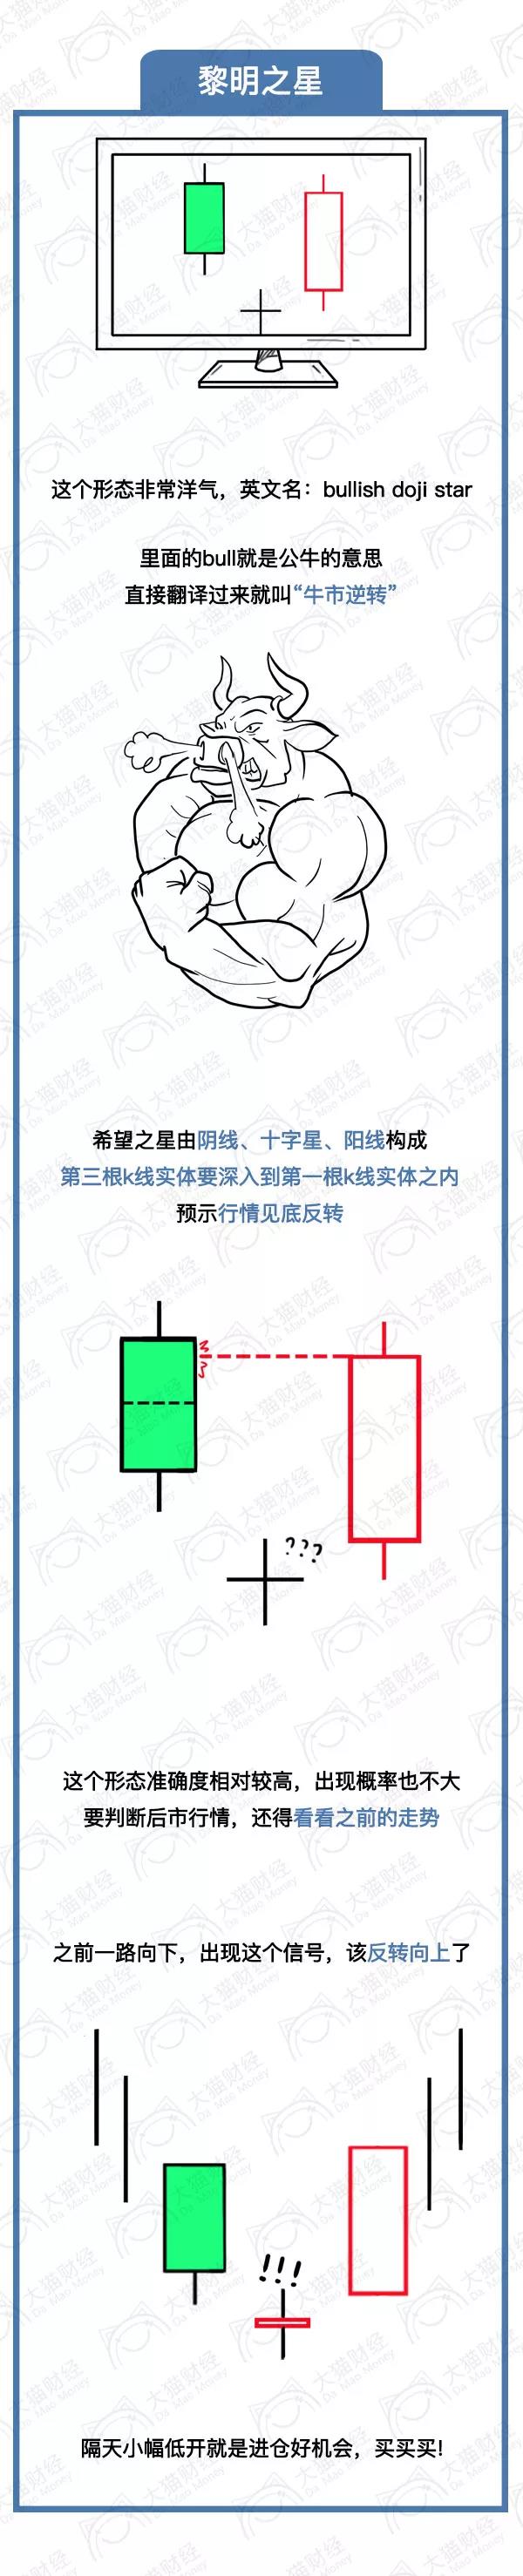 黎明之星
这个形态非常洋气，英文名：bullish doji star
里面的bull就是公牛的意思
直接翻译过来就叫“牛市逆转”
希望之星由阴线、十字星、阳线构成
第三根k线实体要深入到第一根k线实体之内
预示行情见底反转
???
这个形态准确度相对较高，出现概率也不大
要判断后市行情，还得看看之前的走势
之前一路向下，出现这个信号，该反转向上了
!!!
隔天小幅低开就是进仓好机会，买买买!
大猫财经
Da Mao Money